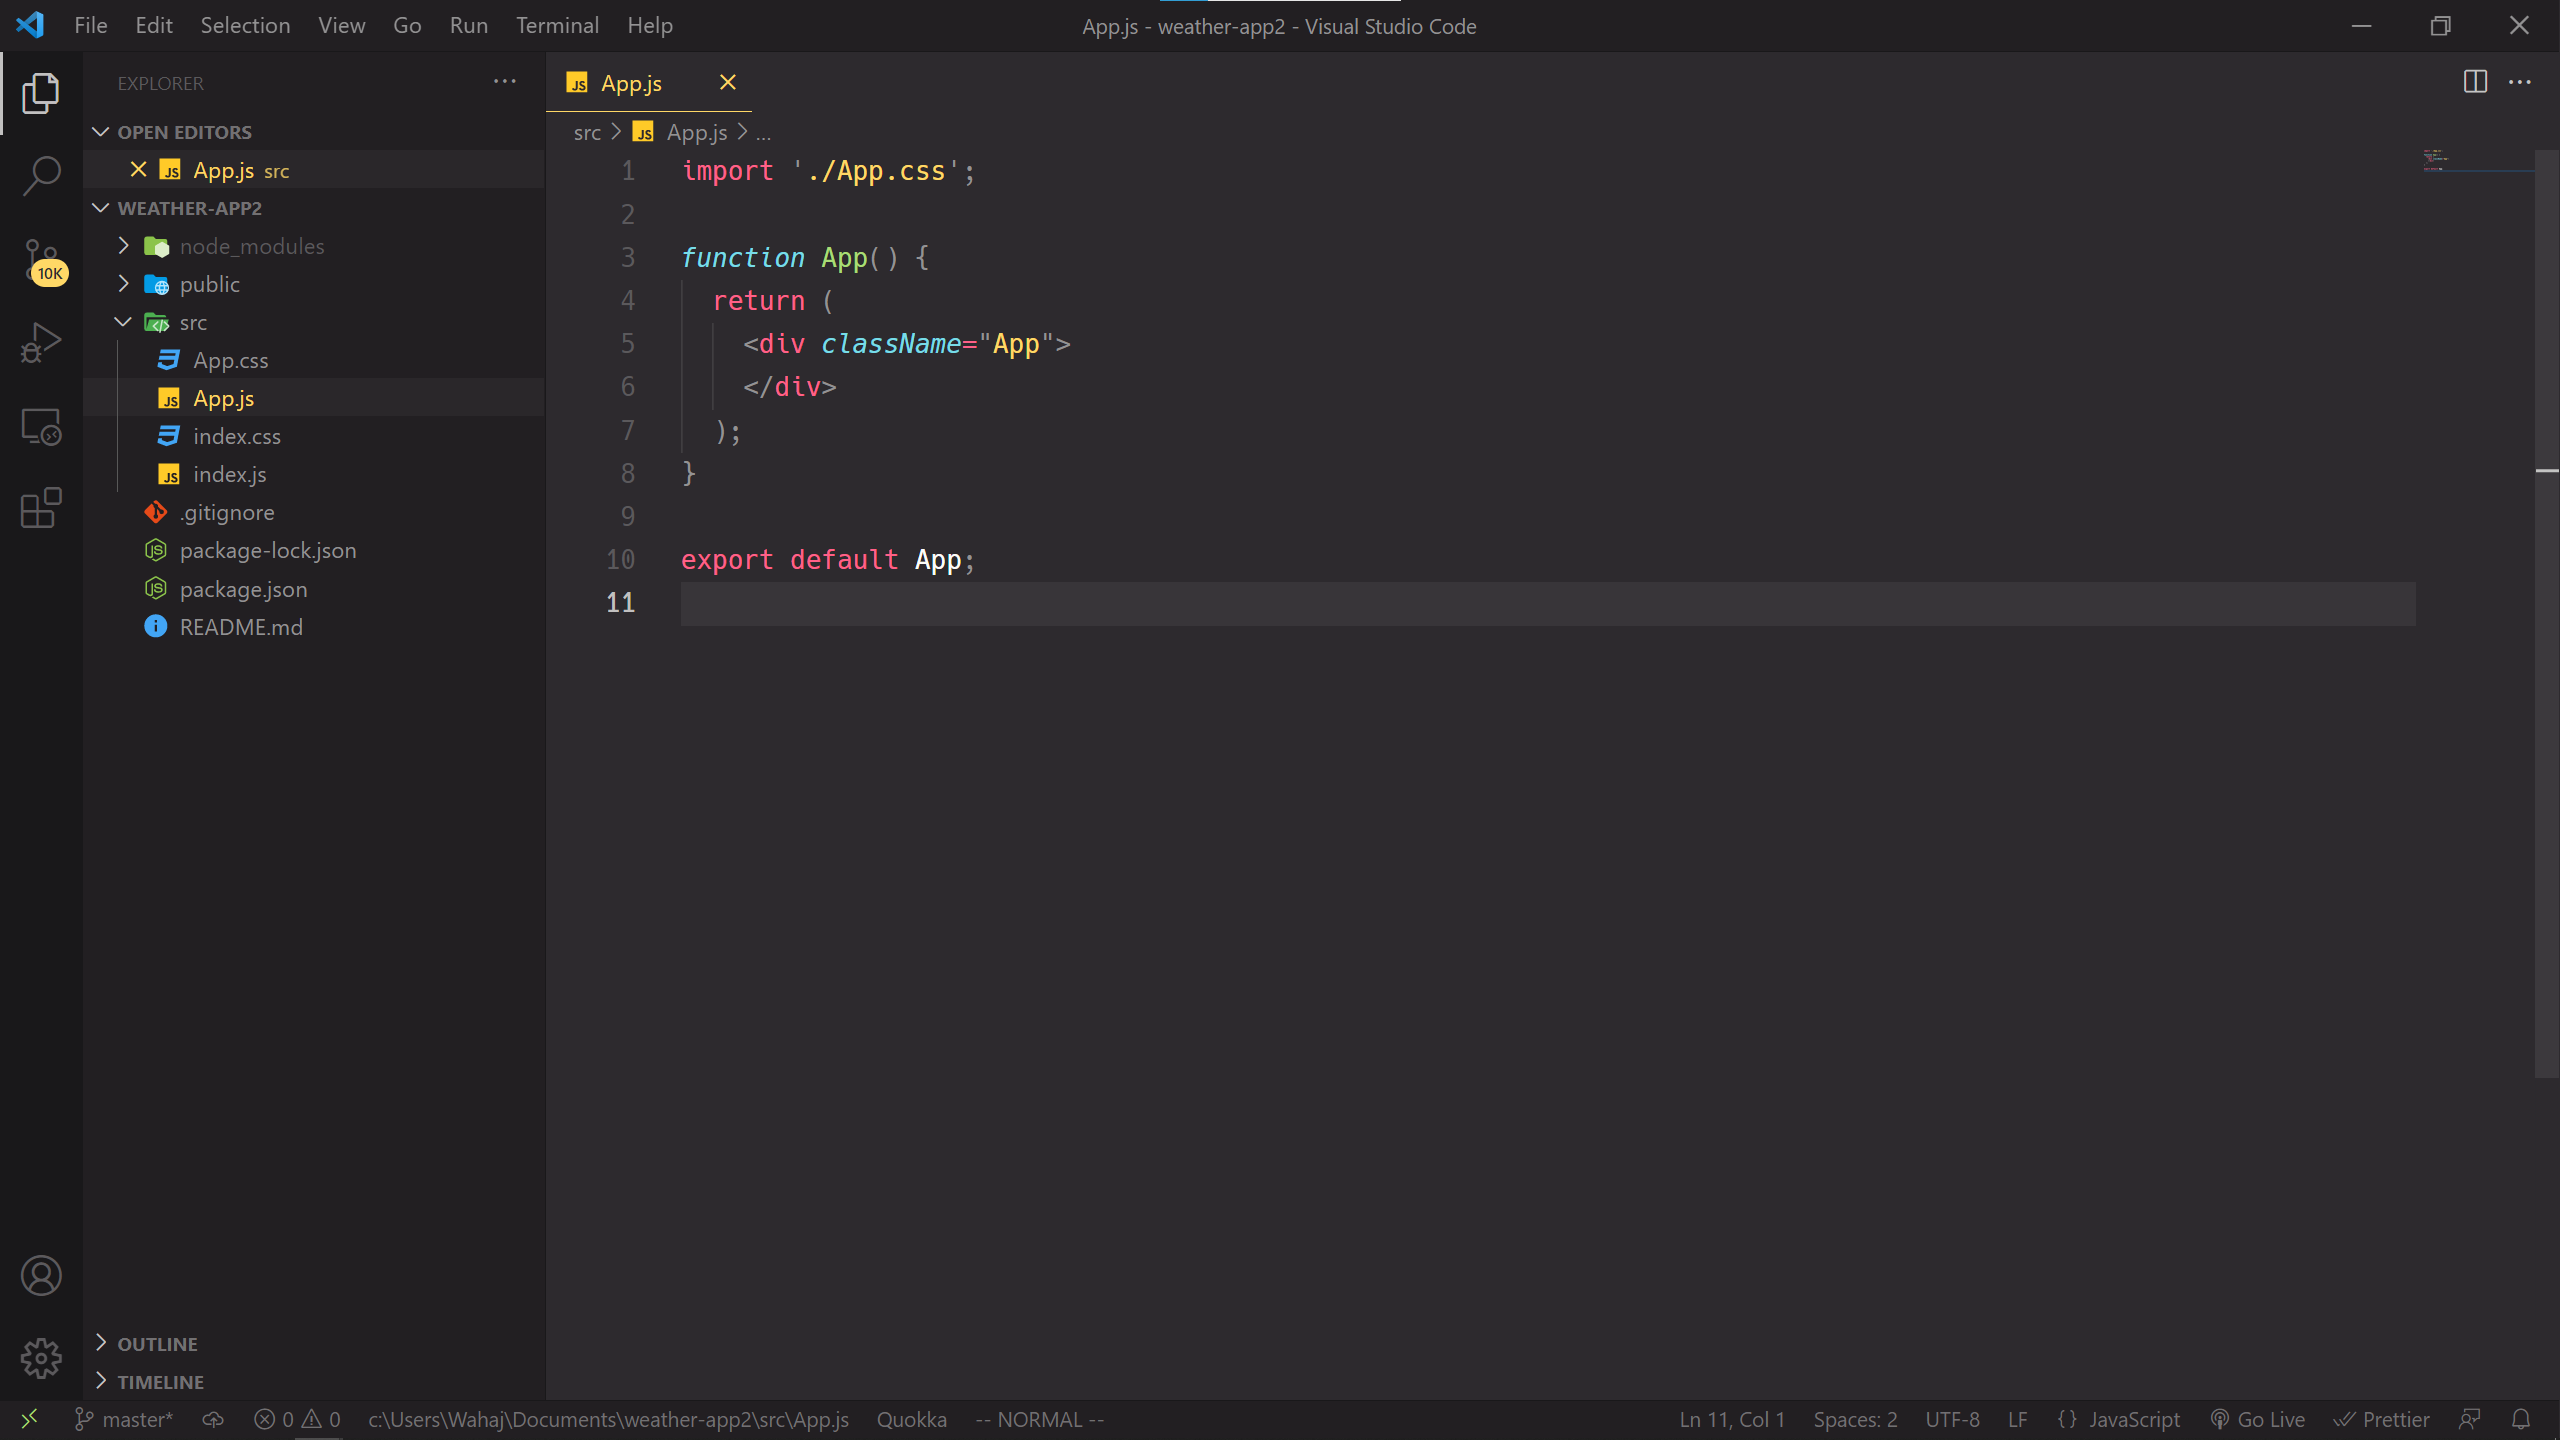 File Edit Selection View Go Run Terminal Help
App.js - weather-app2 - Visual Studio Code
EXPLORER
OPEN EDITORS
App.js src
WEATHER-APP2
node_modules
public
src
App.css
App.js
index.css
index.js
.gitignore
package-lock.json
package.json
README.md
OUTLINE
TIMELINE
10K
App.js
src > App.js > ...
1 import './App.css';
2
3 function App() {
4 return (
5 <div className="App">
6 </div>
7 );
8 }
9
10 export default App;
11
master* 0 0 c:\Users\Wahaj\Documents\weather-app2\src\App.js Quokka -- NORMAL --
Ln 11, Col 1 Spaces: 2 UTF-8 LF {} JavaScript Go Live Prettier